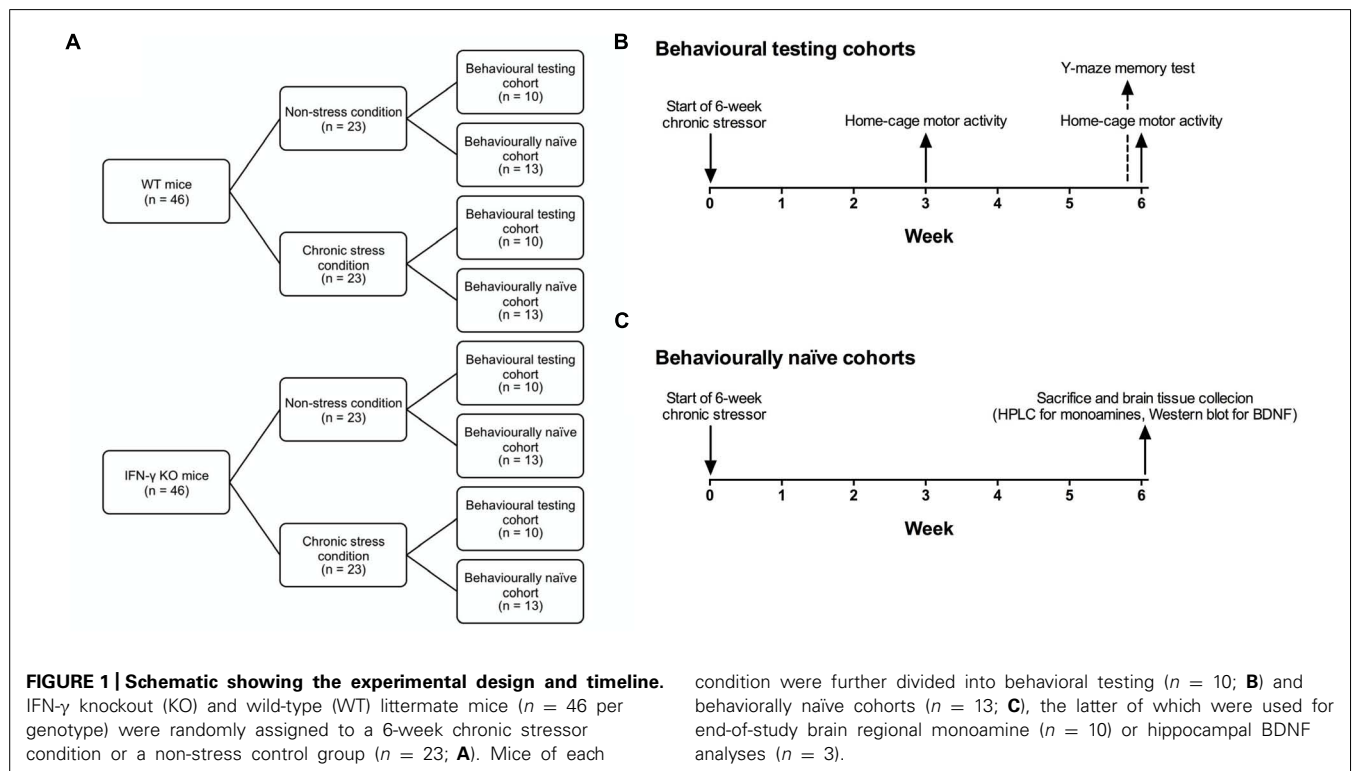 A
WT mice
(n = 46)
Non-stress condition
(n = 23)
Behavioural testing
cohort
(n = 10)
Behaviourally naïve
cohort
(n = 13)
Chronic stress
condition
(n = 23)
Behavioural testing
cohort
(n = 10)
Behaviourally naïve
cohort
(n = 13)
IFN-γ KO mice
(n = 46)
Non-stress condition
(n = 23)
Behavioural testing
cohort
(n = 10)
Behaviourally naïve
cohort
(n = 13)
Chronic stress
condition
(n = 23)
Behavioural testing
cohort
(n = 10)
Behaviourally naïve
cohort
(n = 13)
B
Behavioural testing cohorts
Y-maze memory test
Start of 6-week
chronic stressor
Home-cage motor activity
Home-cage motor activity
0 1 2 3 4 5 6
Week
C
Behaviourally naïve cohorts
Start of 6-week
chronic stressor
Sacrifice and brain tissue collecion
(HPLC for monoamines, Western blot for BDNF)
0 1 2 3 4 5 6
Week
FIGURE 1 | Schematic showing the experimental design and timeline.
IFN-γ knockout (KO) and wild-type (WT) littermate mice (n = 46 per
genotype) were randomly assigned to a 6-week chronic stressor
condition or a non-stress control group (n = 23; A). Mice of each
condition were further divided into behavioral testing (n = 10; B) and
behaviorally naïve cohorts (n = 13; C), the latter of which were used for
end-of-study brain regional monoamine (n = 10) or hippocampal BDNF
analyses (n = 3).